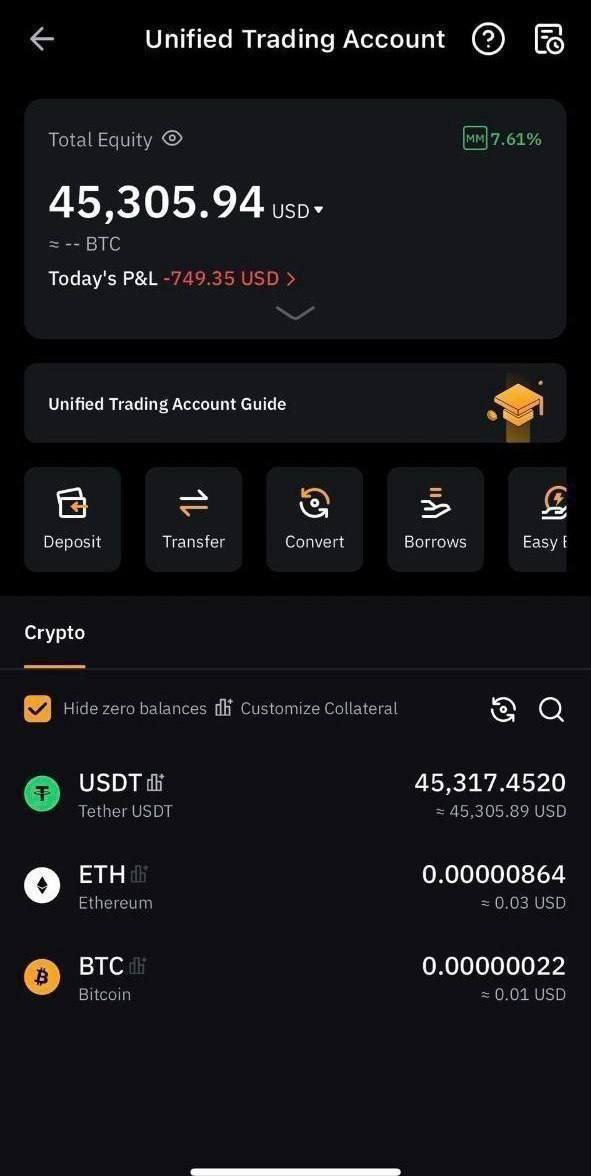 Unified Trading Account
Total Equity
MM 7.61%
45,305.94 USD
≈ -- BTC
Today's P&L -749.35 USD
Unified Trading Account Guide
Deposit Transfer Convert Borrows Easy E
Crypto
Hide zero balances Customize Collateral
USDT 45,317.4520
Tether USDT ≈ 45,305.89 USD
ETH 0.00000864
Ethereum ≈ 0.03 USD
BTC 0.00000022
Bitcoin ≈ 0.01 USD